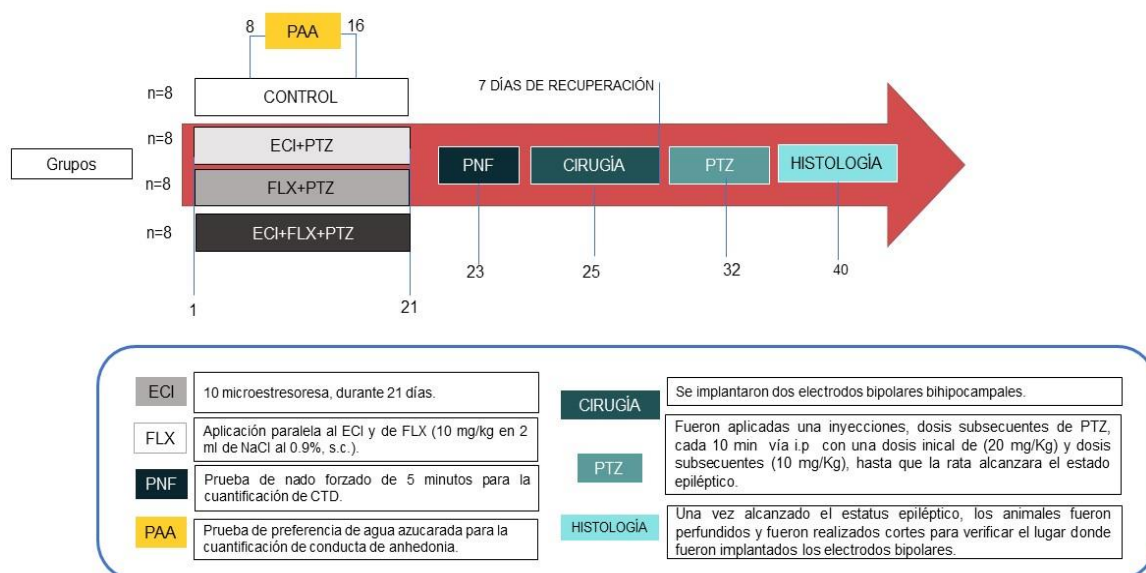 8
PAA
16
n=8
CONTROL
7 DÍAS DE RECUPERACIÓN
n=8
ECI+PTZ
Grupos
PNF
CIRUGÍA
PTZ
HISTOLOGÍA
n=8
FLX+PTZ
n=8
ECI+FLX+PTZ
23
25
32
40
1
21
ECI
10 microestresoresa, durante 21 días.
FLX
Aplicación paralela al ECI y de FLX (10 mg/kg en 2
ml de NaCl al 0.9%, s.c.).
PNF
Prueba de nado forzado de 5 minutos para la
cuantificación de CTD.
PAA
Prueba de preferencia de agua azucarada para la
cuantificación de conducta de anhedonia.
CIRUGÍA
Se implantaron dos electrodos bipolares bihipocampales.
PTZ
Fueron aplicadas una inyecciones, dosis subsecuentes de PTZ,
cada 10 min vía i.p con una dosis inical de (20 mg/Kg) y dosis
subsecuentes (10 mg/Kg), hasta que la rata alcanzara el estado
epiléptico.
HISTOLOGÍA
Una vez alcanzado el estatus epiléptico, los animales fueron
perfundidos y fueron realizados cortes para verificar el lugar donde
fueron implantados los electrodos bipolares.